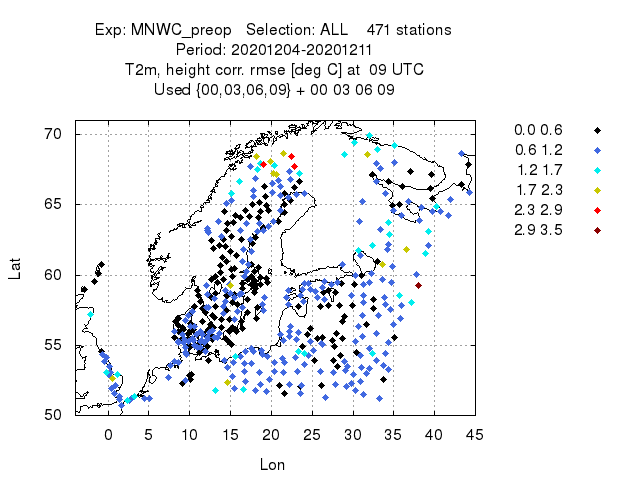 Exp: MNWC_preop Selection: ALL 471 stations
Period: 20201204-20201211
T2m, height corr. rmse [deg C] at 09 UTC
Used {00,03,06,09} + 00 03 06 09
70
65
60
55
50
Lat
0 5 10 15 20 25 30 35 40 45
Lon
0.0 0.6
0.6 1.2
1.2 1.7
1.7 2.3
2.3 2.9
2.9 3.5